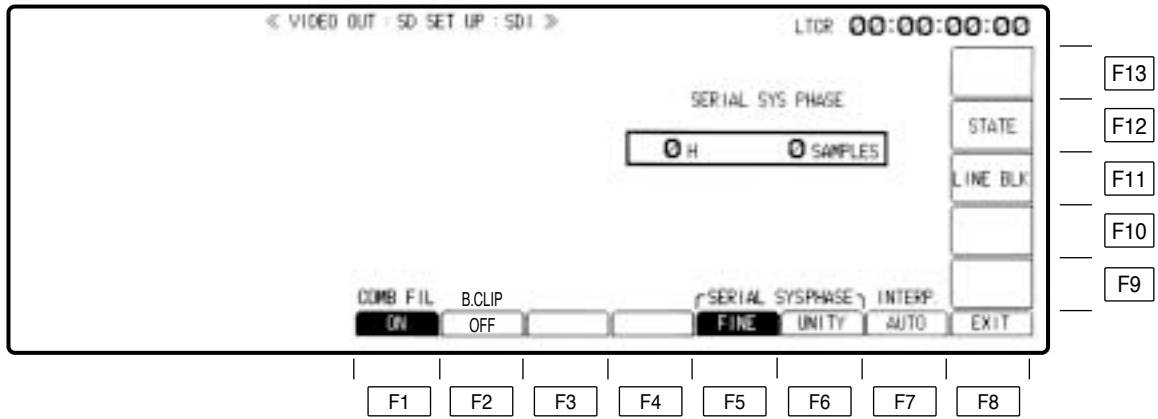 ≪ VIDEO OUT : SD SET UP : SDI ≫ LTCR 00:00:00:00
F13
SERIAL SYS PHASE
STATE F12
0 H 0 SAMPLES
LINE BLK F11
F10
F9
COMB FIL B.CLIP SERIAL SYSPHASE INTERP.
ON OFF FINE UNITY AUTO EXIT
F1 F2 F3 F4 F5 F6 F7 F8